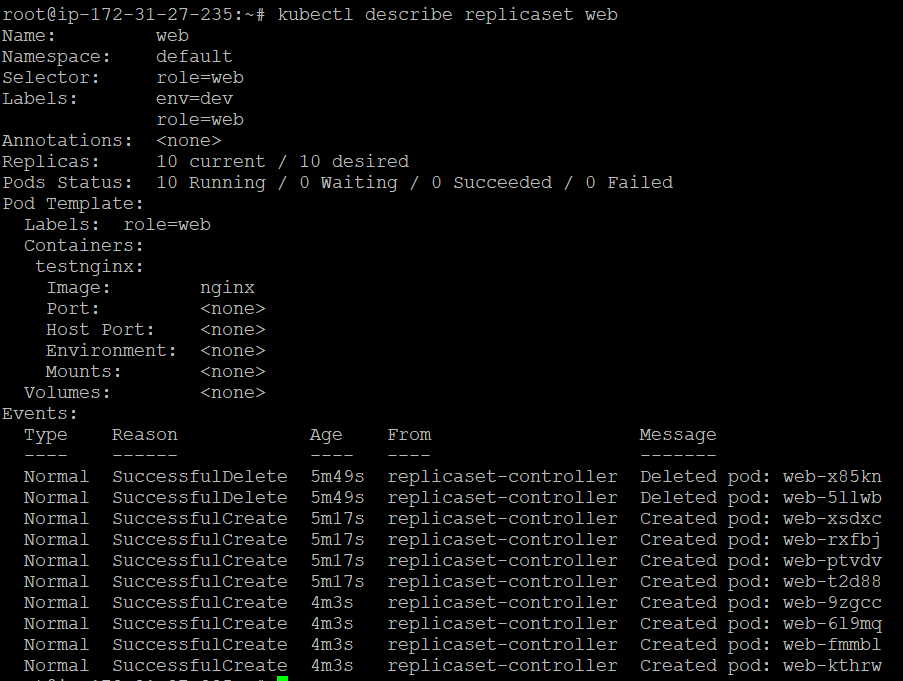 root@ip-172-31-27-235:~# kubectl describe replicaset web
Name:         web
Namespace:    default
Selector:     role=web
Labels:       env=dev
              role=web
Annotations:  <none>
Replicas:     10 current / 10 desired
Pods Status:  10 Running / 0 Waiting / 0 Succeeded / 0 Failed
Pod Template:
  Labels:  role=web
  Containers:
   testnginx:
    Image:        nginx
    Port:         <none>
    Host Port:    <none>
    Environment:  <none>
    Mounts:       <none>
  Volumes:        <none>
Events:
  Type    Reason            Age    From                   Message
  ----    ------            ----   ----                   -------
  Normal  SuccessfulDelete  5m49s  replicaset-controller  Deleted pod: web-x85kn
  Normal  SuccessfulDelete  5m49s  replicaset-controller  Deleted pod: web-5llwb
  Normal  SuccessfulCreate  5m17s  replicaset-controller  Created pod: web-xsdxc
  Normal  SuccessfulCreate  5m17s  replicaset-controller  Created pod: web-rxfbj
  Normal  SuccessfulCreate  5m17s  replicaset-controller  Created pod: web-ptvdv
  Normal  SuccessfulCreate  5m17s  replicaset-controller  Created pod: web-t2d88
  Normal  SuccessfulCreate  4m3s   replicaset-controller  Created pod: web-9zgcc
  Normal  SuccessfulCreate  4m3s   replicaset-controller  Created pod: web-6l9mq
  Normal  SuccessfulCreate  4m3s   replicaset-controller  Created pod: web-fmmbl
  Normal  SuccessfulCreate  4m3s   replicaset-controller  Created pod: web-kthrw